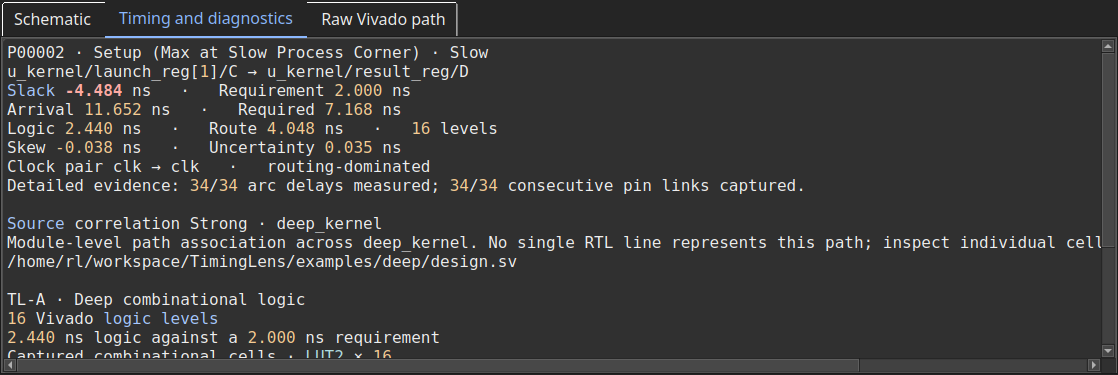 Schematic Timing and diagnostics Raw Vivado path
P00002 · Setup (Max at Slow Process Corner) · Slow
u_kernel/launch_reg[1]/C → u_kernel/result_reg/D
Slack -4.484 ns · Requirement 2.000 ns
Arrival 11.652 ns · Required 7.168 ns
Logic 2.440 ns · Route 4.048 ns · 16 levels
Skew -0.038 ns · Uncertainty 0.035 ns
Clock pair clk → clk · routing-dominated
Detailed evidence: 34/34 arc delays measured; 34/34 consecutive pin links captured.
Source correlation Strong · deep_kernel
Module-level path association across deep_kernel. No single RTL line represents this path; inspect individual cell
/home/rl/workspace/TimingLens/examples/deep/design.sv
TL-A · Deep combinational logic
16 Vivado logic levels
2.440 ns logic against a 2.000 ns requirement
Captured combinational cells · LUT2 × 16